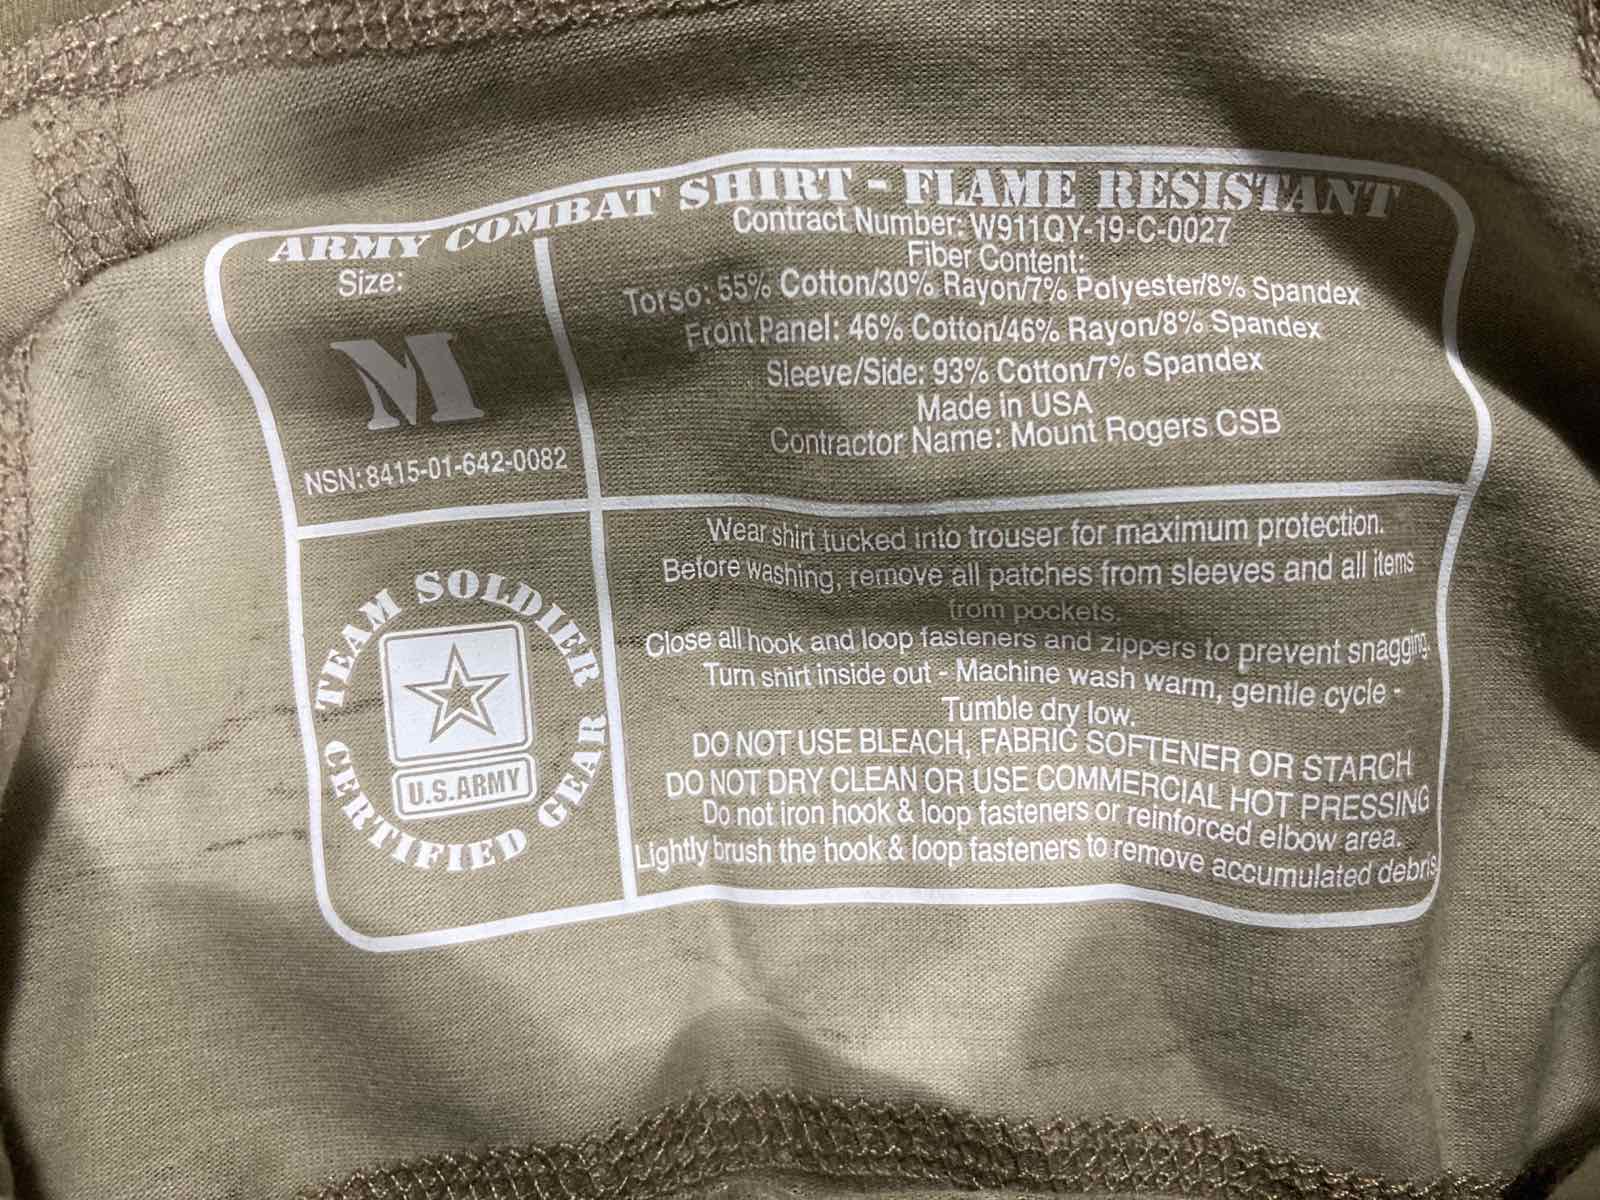 ARMY COMBAT SHIRT - FLAME RESISTANT
Size:
M
NSN: 8415-01-642-0082
Contract Number: W911QY-19-C-0027
Fiber Content:
Torso: 55% Cotton/30% Rayon/7% Polyester/8% Spandex
Front Panel: 46% Cotton/46% Rayon/8% Spandex
Sleeve/Side: 93% Cotton/7% Spandex
Made in USA
Contractor Name: Mount Rogers CSB
TEAM SOLDIER
CERTIFIED GEAR
U.S.ARMY
Wear shirt tucked into trouser for maximum protection.
Before washing, remove all patches from sleeves and all items
from pockets.
Close all hook and loop fasteners and zippers to prevent snagging.
Turn shirt inside out - Machine wash warm, gentle cycle -
Tumble dry low.
DO NOT USE BLEACH, FABRIC SOFTENER OR STARCH
DO NOT DRY CLEAN OR USE COMMERCIAL HOT PRESSING
Do not iron hook & loop fasteners or reinforced elbow area.
Lightly brush the hook & loop fasteners to remove accumulated debris.